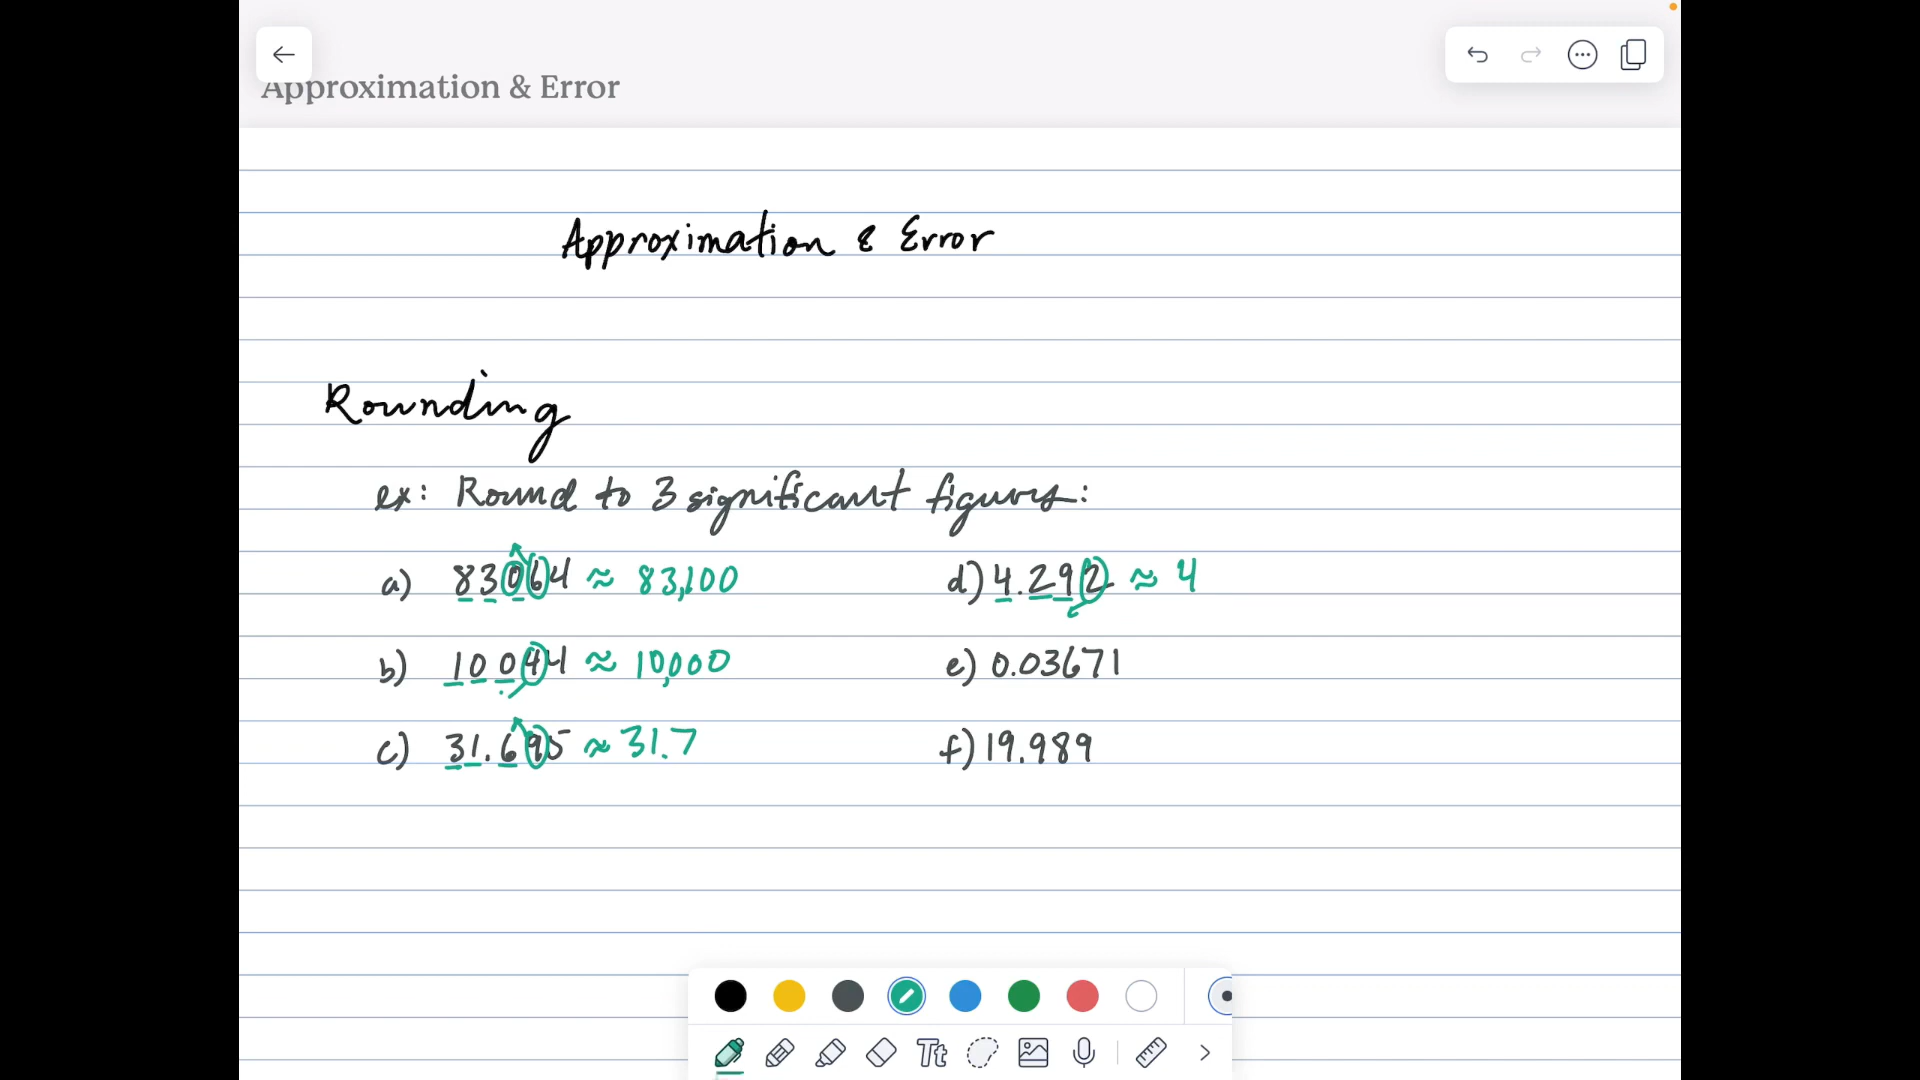 Approximation & Error
Approximation & Error
Rounding
ex: Round to 3 significant figures:
a) 83064 ≈ 83,100
d) 4.292 ≈ 4
b) 10044 ≈ 10,000
e) 0.03671
c) 31.695 ≈ 31.7
f) 19.989
Tt